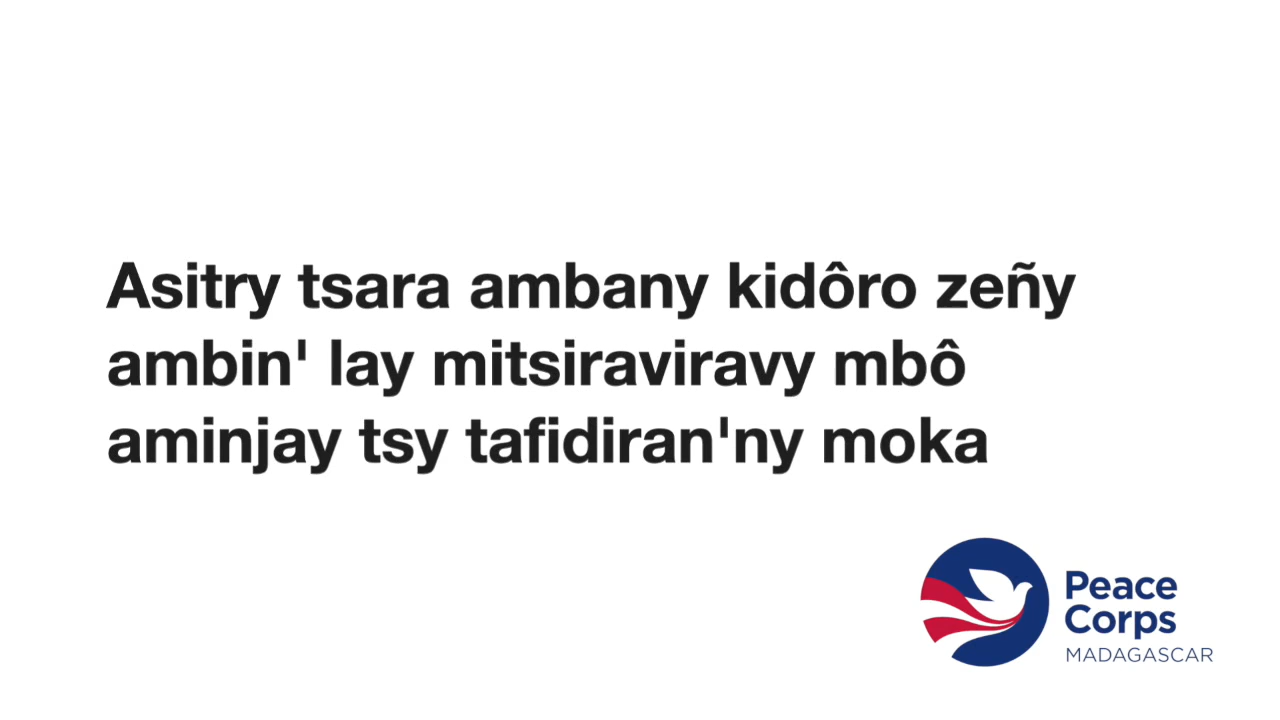 Asitry tsara ambany kidôro zeñy
ambin' lay mitsiraviravy mbô
aminjay tsy tafidiran'ny moka
Peace
Corps
MADAGASCAR